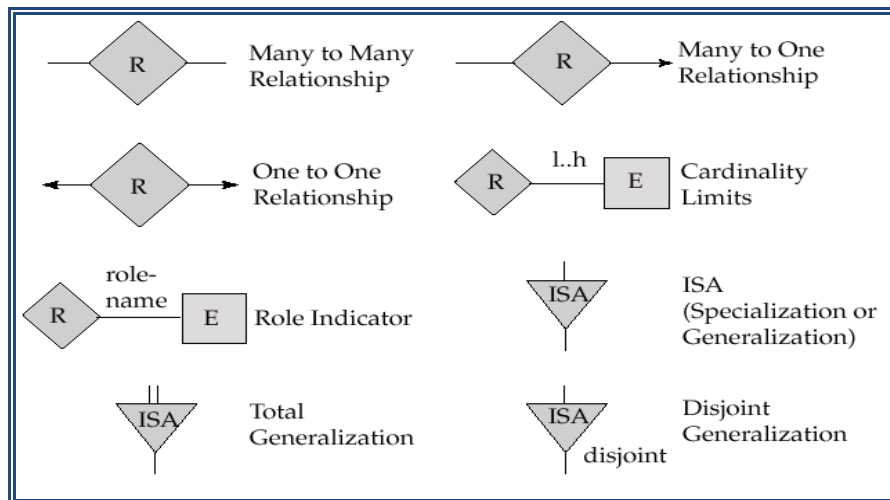 R
Many to Many
Relationship
R
Many to One
Relationship
R
One to One
Relationship
R
l..h
E
Cardinality
Limits
R
role-
name
E
Role Indicator
ISA
ISA
(Specialization or
Generalization)
ISA
Total
Generalization
ISA
disjoint
Disjoint
Generalization